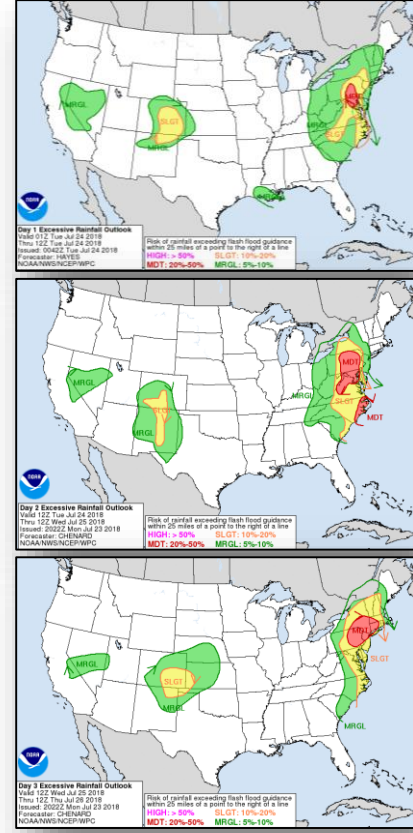 MRGL
SLGT
MRGL
MRGL
SLGT
noaa
Day 1 Excessive Rainfall Outlook
Valid 01Z Tue Jul 24 2018
Thru 12Z Tue Jul 24 2018
Issued: 0042Z Tue Jul 24 2018
Forecaster: HAYES
NOAA/NWS/NCEP/WPC
Risk of rainfall exceeding flash flood guidance
within 25 miles of a point to the right of a line
HIGH: > 50% SLGT: 10%-20%
MDT: 20%-50% MRGL: 5%-10%
MDT
MRGL
SLGT
MRGL
SLGT
MDT
MRGL
noaa
Day 2 Excessive Rainfall Outlook
Valid 12Z Tue Jul 24 2018
Thru 12Z Wed Jul 25 2018
Issued: 2022Z Mon Jul 23 2018
Forecaster: CHENARD
NOAA/NWS/NCEP/WPC
Risk of rainfall exceeding flash flood guidance
within 25 miles of a point to the right of a line
HIGH: > 50% SLGT: 10%-20%
MDT: 20%-50% MRGL: 5%-10%
MDT
MRGL
SLGT
SLGT
MRGL
MRGL
noaa
Day 3 Excessive Rainfall Outlook
Valid 12Z Wed Jul 25 2018
Thru 12Z Thu Jul 26 2018
Issued: 2022Z Mon Jul 23 2018
Forecaster: CHENARD
NOAA/NWS/NCEP/WPC
Risk of rainfall exceeding flash flood guidance
within 25 miles of a point to the right of a line
HIGH: > 50% SLGT: 10%-20%
MDT: 20%-50% MRGL: 5%-10%